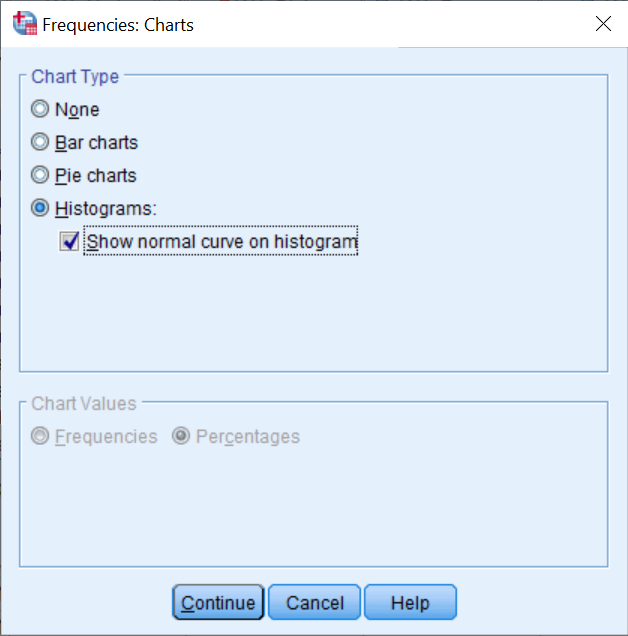 Frequencies: Charts
Chart Type
None
Bar charts
Pie charts
Histograms:
Show normal curve on histogram
Chart Values
Frequencies Percentages
Continue Cancel Help